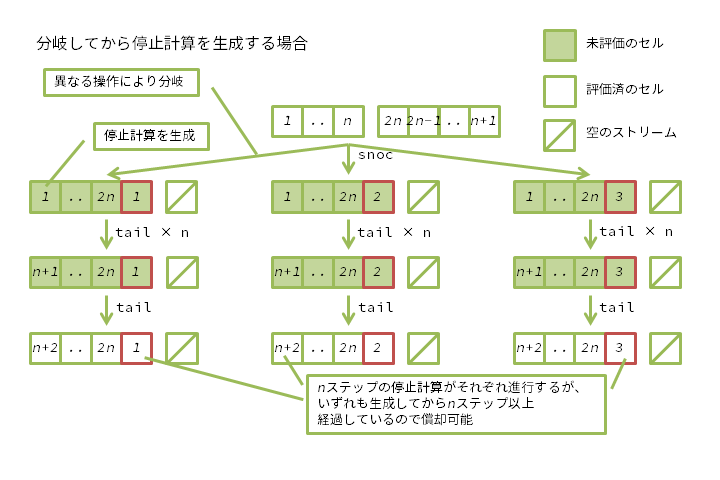 分岐してから停止計算を生成する場合
未評価のセル
異なる操作により分岐
評価済のセル
1 .. n 2n 2n-1 .. n+1
空のストリーム
停止計算を生成
snoc
1 .. 2n 1 1 .. 2n 2 1 .. 2n 3
tail × n tail × n tail × n
n+1 .. 2n 1 n+1 .. 2n 2 n+1 .. 2n 3
tail tail tail
n+2 .. 2n 1 n+2 .. 2n 2 n+2 .. 2n 3
nステップの停止計算がそれぞれ進行するが、
いずれも生成してからnステップ以上
経過しているので償却可能